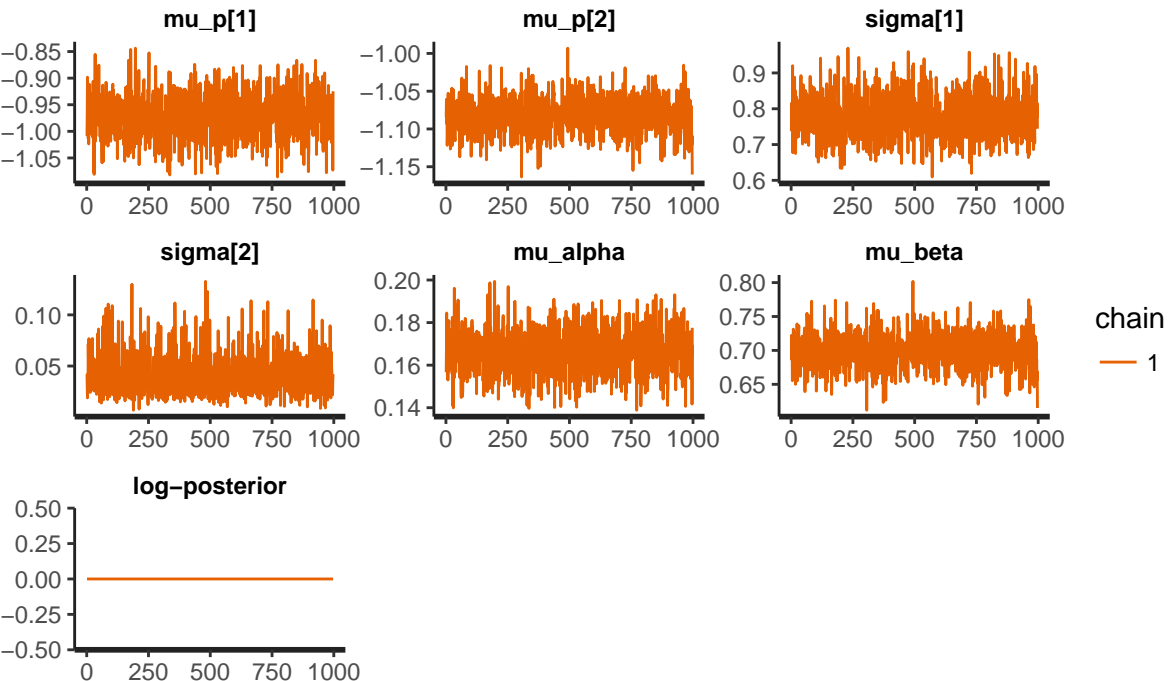 mu_p[1] mu_p[2] sigma[1]
−0.85 −1.00 0.9
−0.90 −1.05 0.8
−0.95 −1.10 0.7
−1.00 −1.15 0.6
−1.05
0 250 500 750 1000 0 250 500 750 1000 0 250 500 750 1000
sigma[2] mu_alpha mu_beta
0.10 0.20 0.80
0.05 0.18 0.75
0.16 0.70
0.14 0.65
0 250 500 750 1000 0 250 500 750 1000 0 250 500 750 1000
chain
1
log−posterior
0.50
0.25
0.00
−0.25
−0.50
0 250 500 750 1000